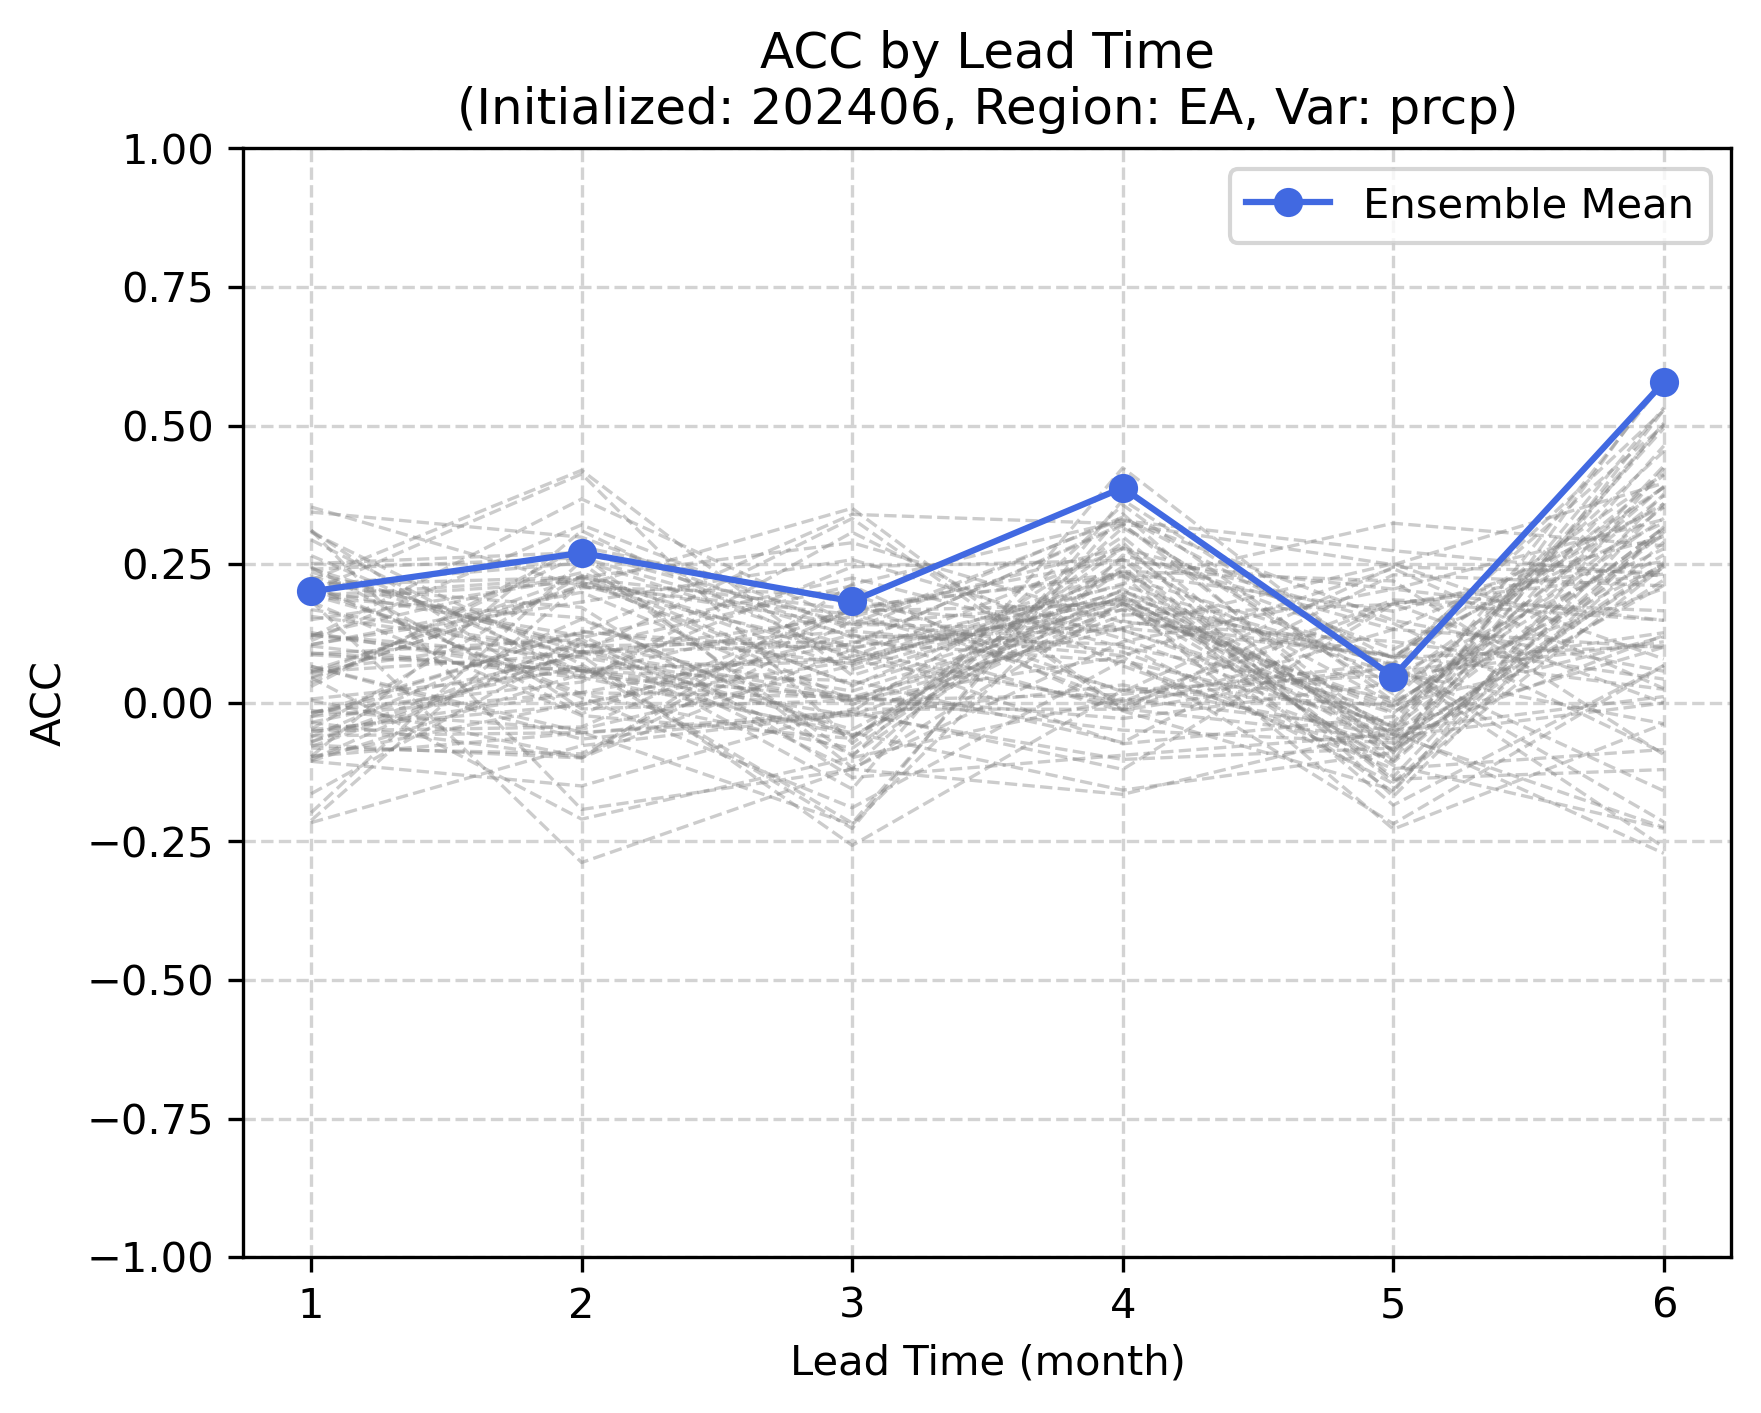 ACC by Lead Time
(Initialized: 202406, Region: EA, Var: prcp)
Ensemble Mean
1.00
0.75
0.50
0.25
0.00
−0.25
−0.50
−0.75
−1.00
ACC
1 2 3 4 5 6
Lead Time (month)